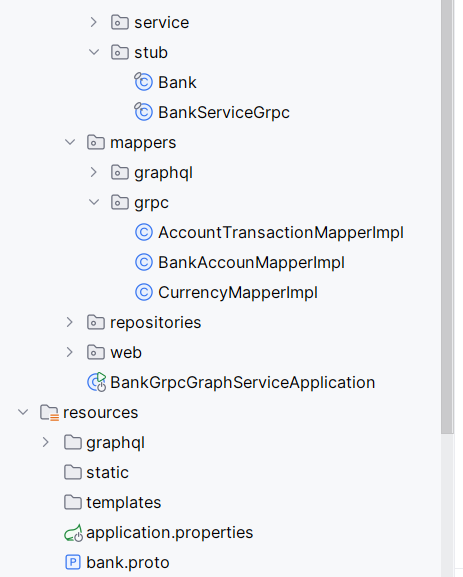 service
stub
Bank
BankServiceGrpc
mappers
graphql
grpc
AccountTransactionMapperImpl
BankAccounMapperImpl
CurrencyMapperImpl
repositories
web
BankGrpcGraphServiceApplication
resources
graphql
static
templates
application.properties
bank.proto